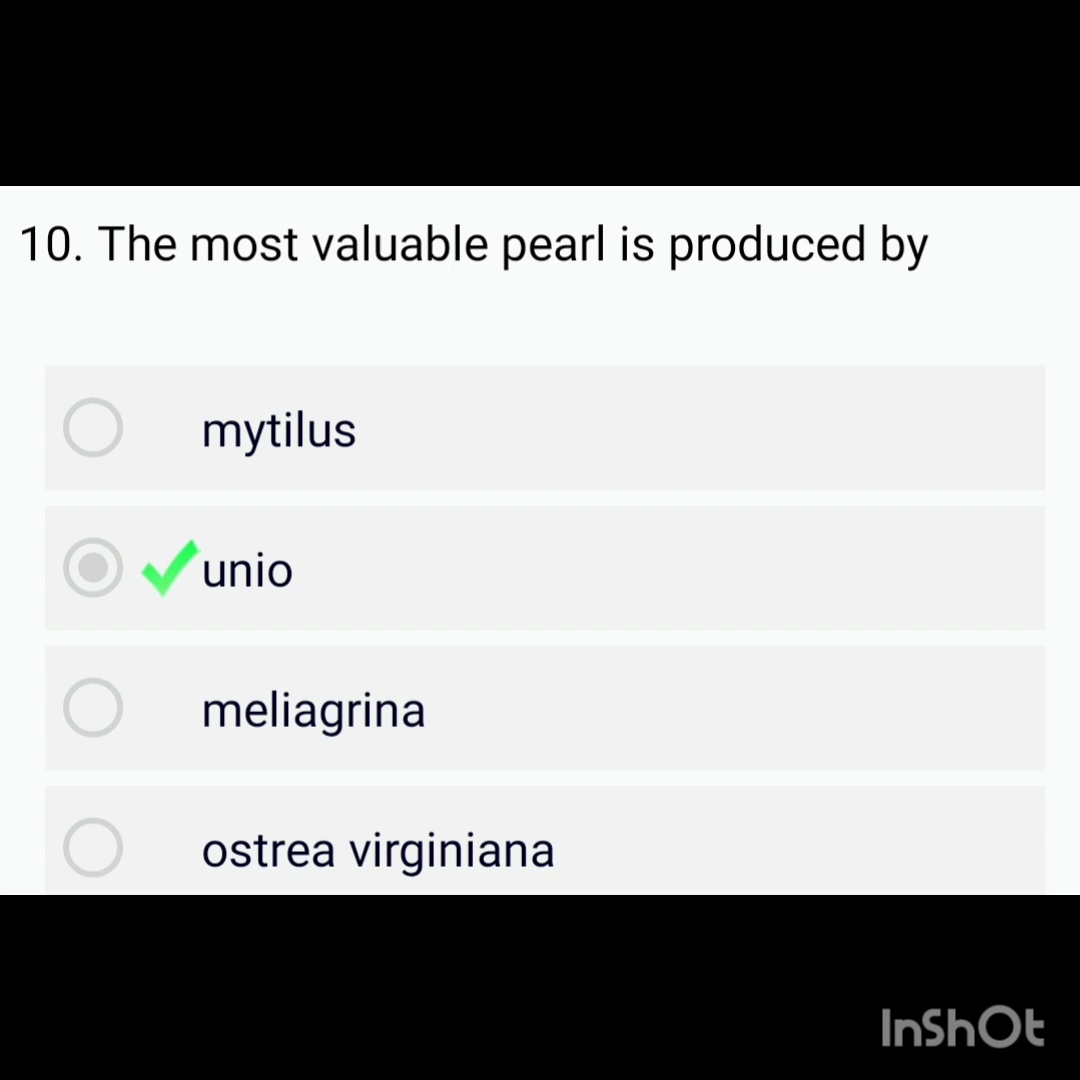 10. The most valuable pearl is produced by
mytilus
unio
meliagrina
ostrea virginiana
InShOt